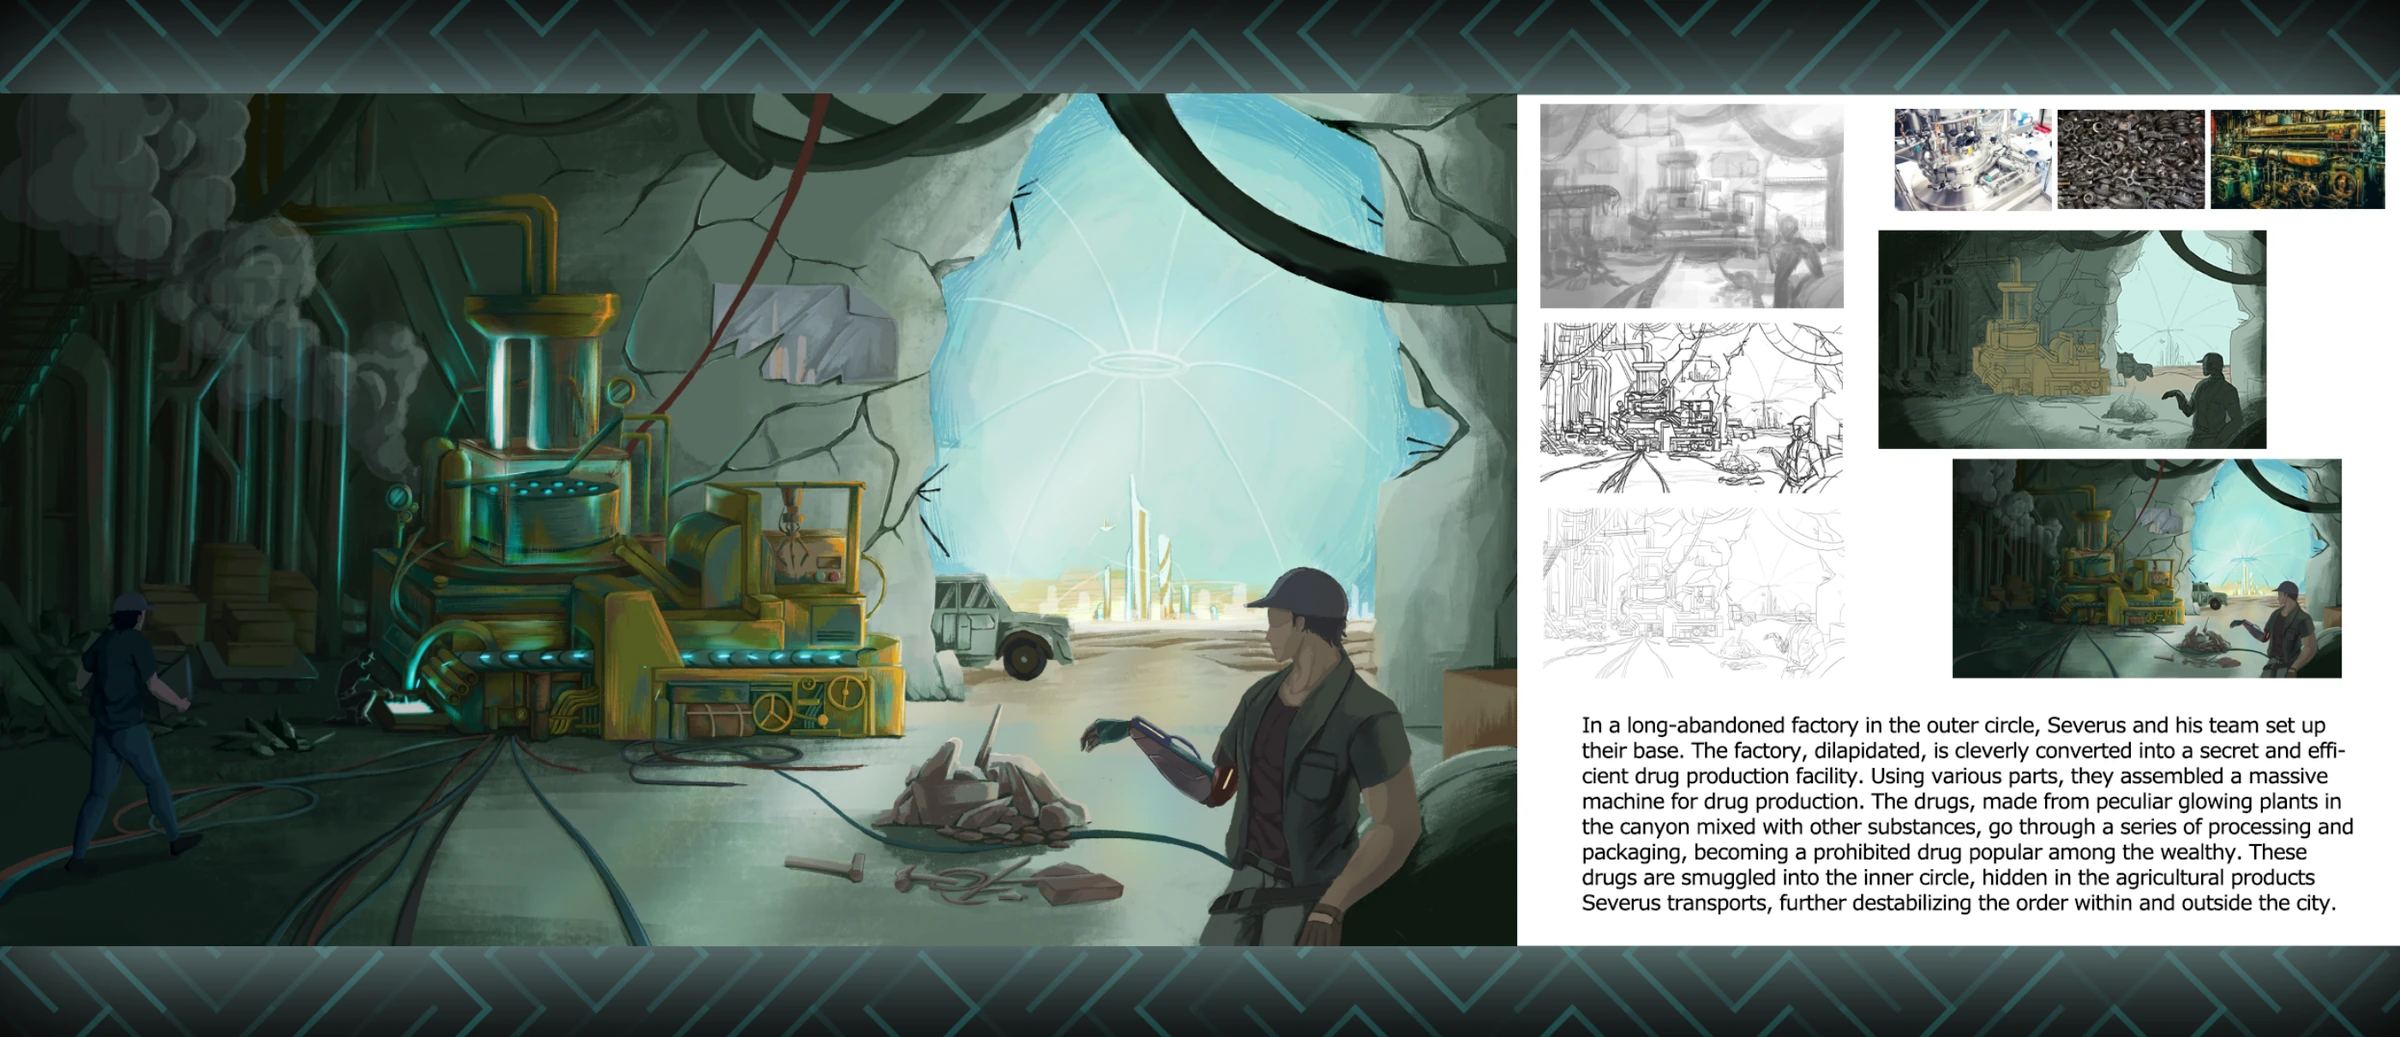 In a long-abandoned factory in the outer circle, Severus and his team set up
their base. The factory, dilapidated, is cleverly converted into a secret and effi-
cient drug production facility. Using various parts, they assembled a massive
machine for drug production. The drugs, made from peculiar glowing plants in
the canyon mixed with other substances, go through a series of processing and
packaging, becoming a prohibited drug popular among the wealthy. These
drugs are smuggled into the inner circle, hidden in the agricultural products
Severus transports, further destabilizing the order within and outside the city.